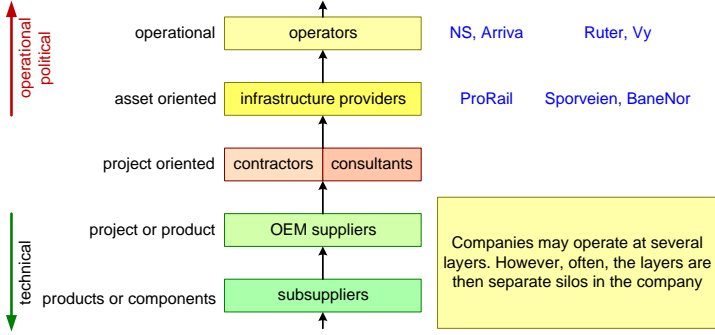 operational
political
operational
operators
NS, Arriva
Ruter, Vy
asset oriented
infrastructure providers
ProRail
Sporveien, BaneNor
project oriented
contractors
consultants
project or product
OEM suppliers
technical
products or components
subsuppliers
Companies may operate at several
layers. However, often, the layers are
then separate silos in the company